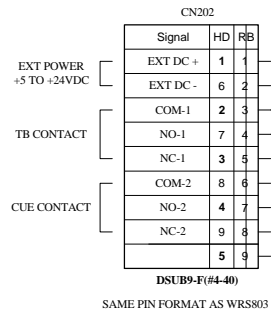 CN202
Signal HD RB
EXT DC + 1 1
EXT DC - 6 2
COM-1 2 3
NO-1 7 4
NC-1 3 5
COM-2 8 6
NO-2 4 7
NC-2 9 8
5 9
EXT POWER
+5 TO +24VDC
TB CONTACT
CUE CONTACT
DSUB9-F(#4-40)
SAME PIN FORMAT AS WRS803